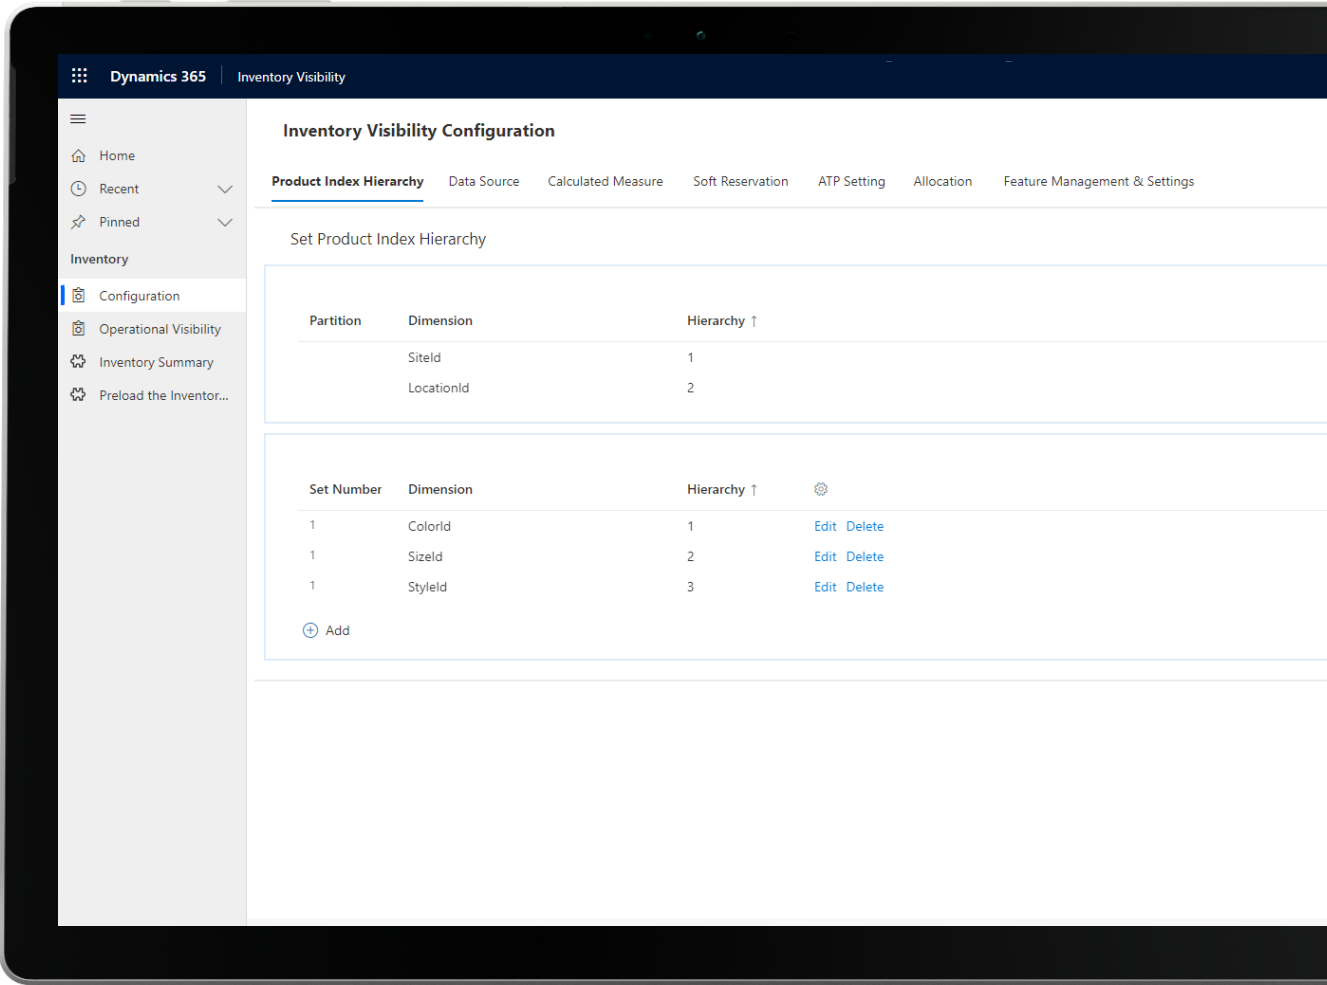 Dynamics 365 Inventory Visibility
Home
Recent
Pinned
Inventory
Configuration
Operational Visibility
Inventory Summary
Preload the Inventor...
Inventory Visibility Configuration
Product Index Hierarchy Data Source Calculated Measure Soft Reservation ATP Setting Allocation Feature Management & Settings
Set Product Index Hierarchy
Partition Dimension Hierarchy ↑
SiteId 1
LocationId 2
Set Number Dimension Hierarchy ↑
1 ColorId 1 Edit Delete
1 SizeId 2 Edit Delete
1 StyleId 3 Edit Delete
Add